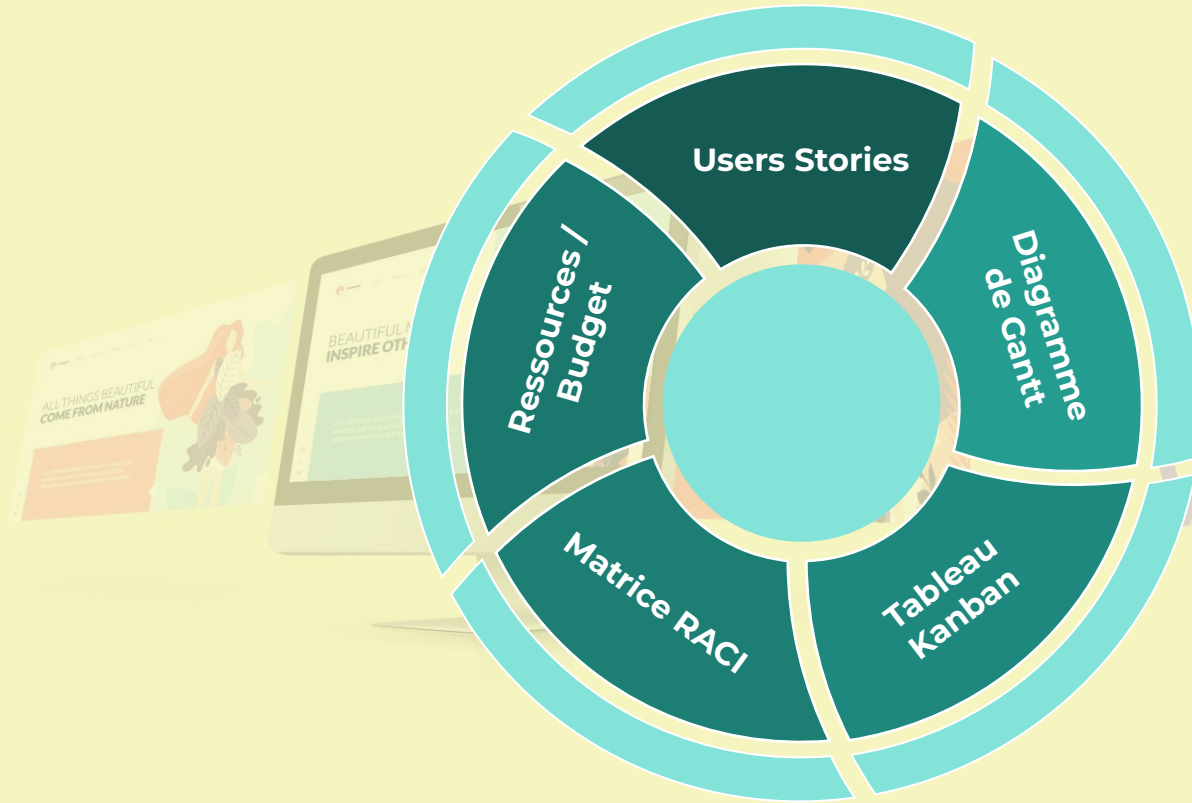 Users Stories
Diagramme
de Gantt
Tableau
Kanban
Matrice RACI
Ressources /
Budget
ALL THINGS BEAUTIFUL
COME FROM NATURE
BEAUTIFUL
INSPIRE OTH